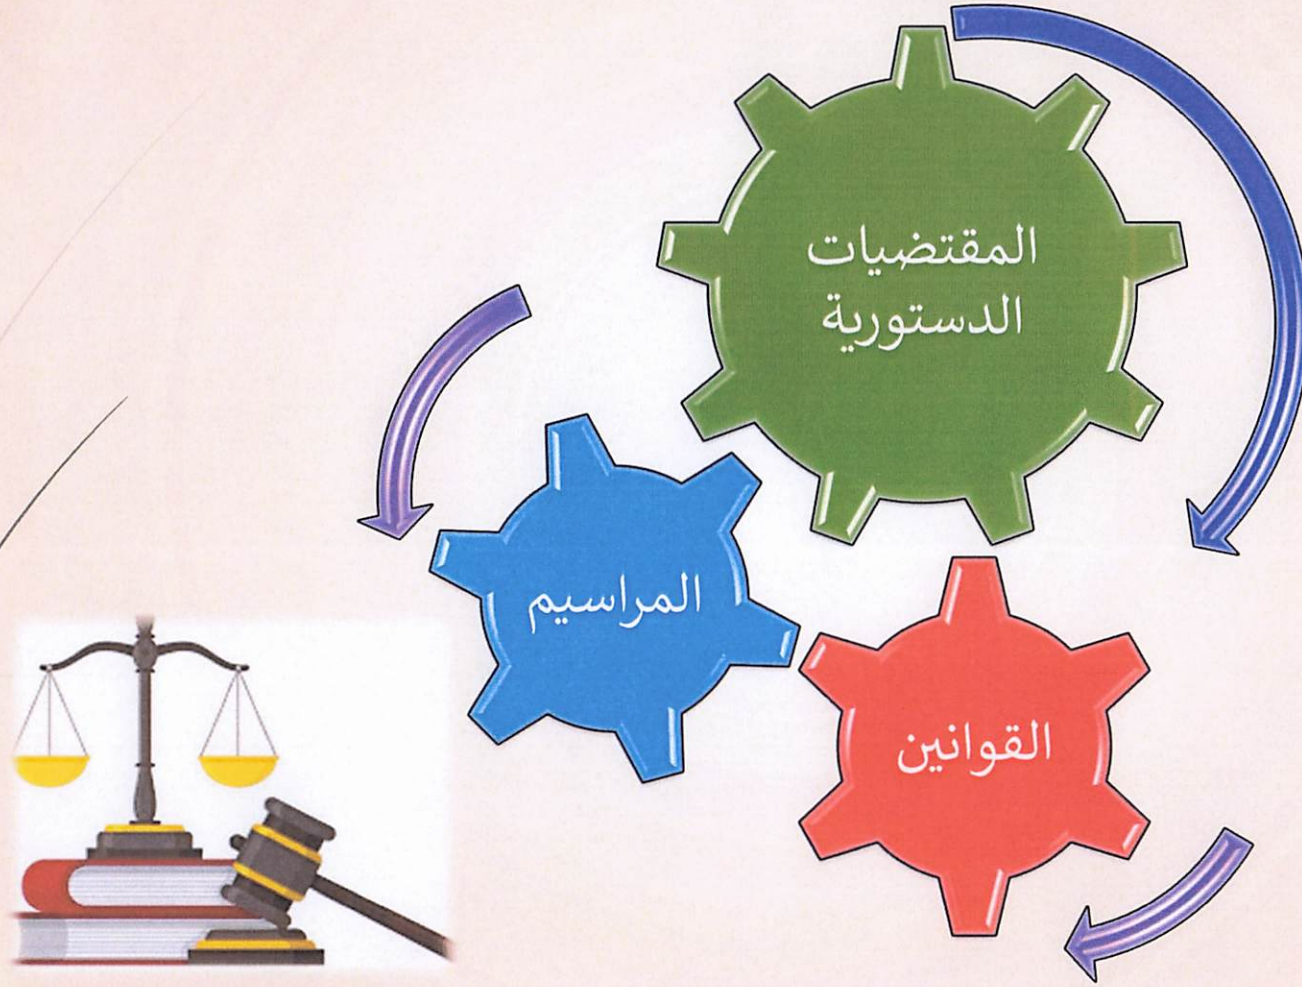 المقتضيات
الدستورية
المراسيم
القوانين